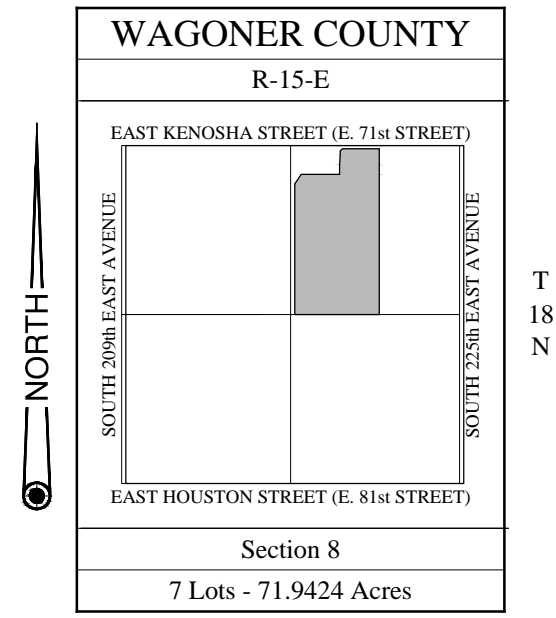 WAGONER COUNTY
R-15-E
EAST KENOSHA STREET (E. 71st STREET)
SOUTH 209th EAST AVENUE
SOUTH 225th EAST AVENUE
NORTH
T
18
N
EAST HOUSTON STREET (E. 81st STREET)
Section 8
7 Lots - 71.9424 Acres